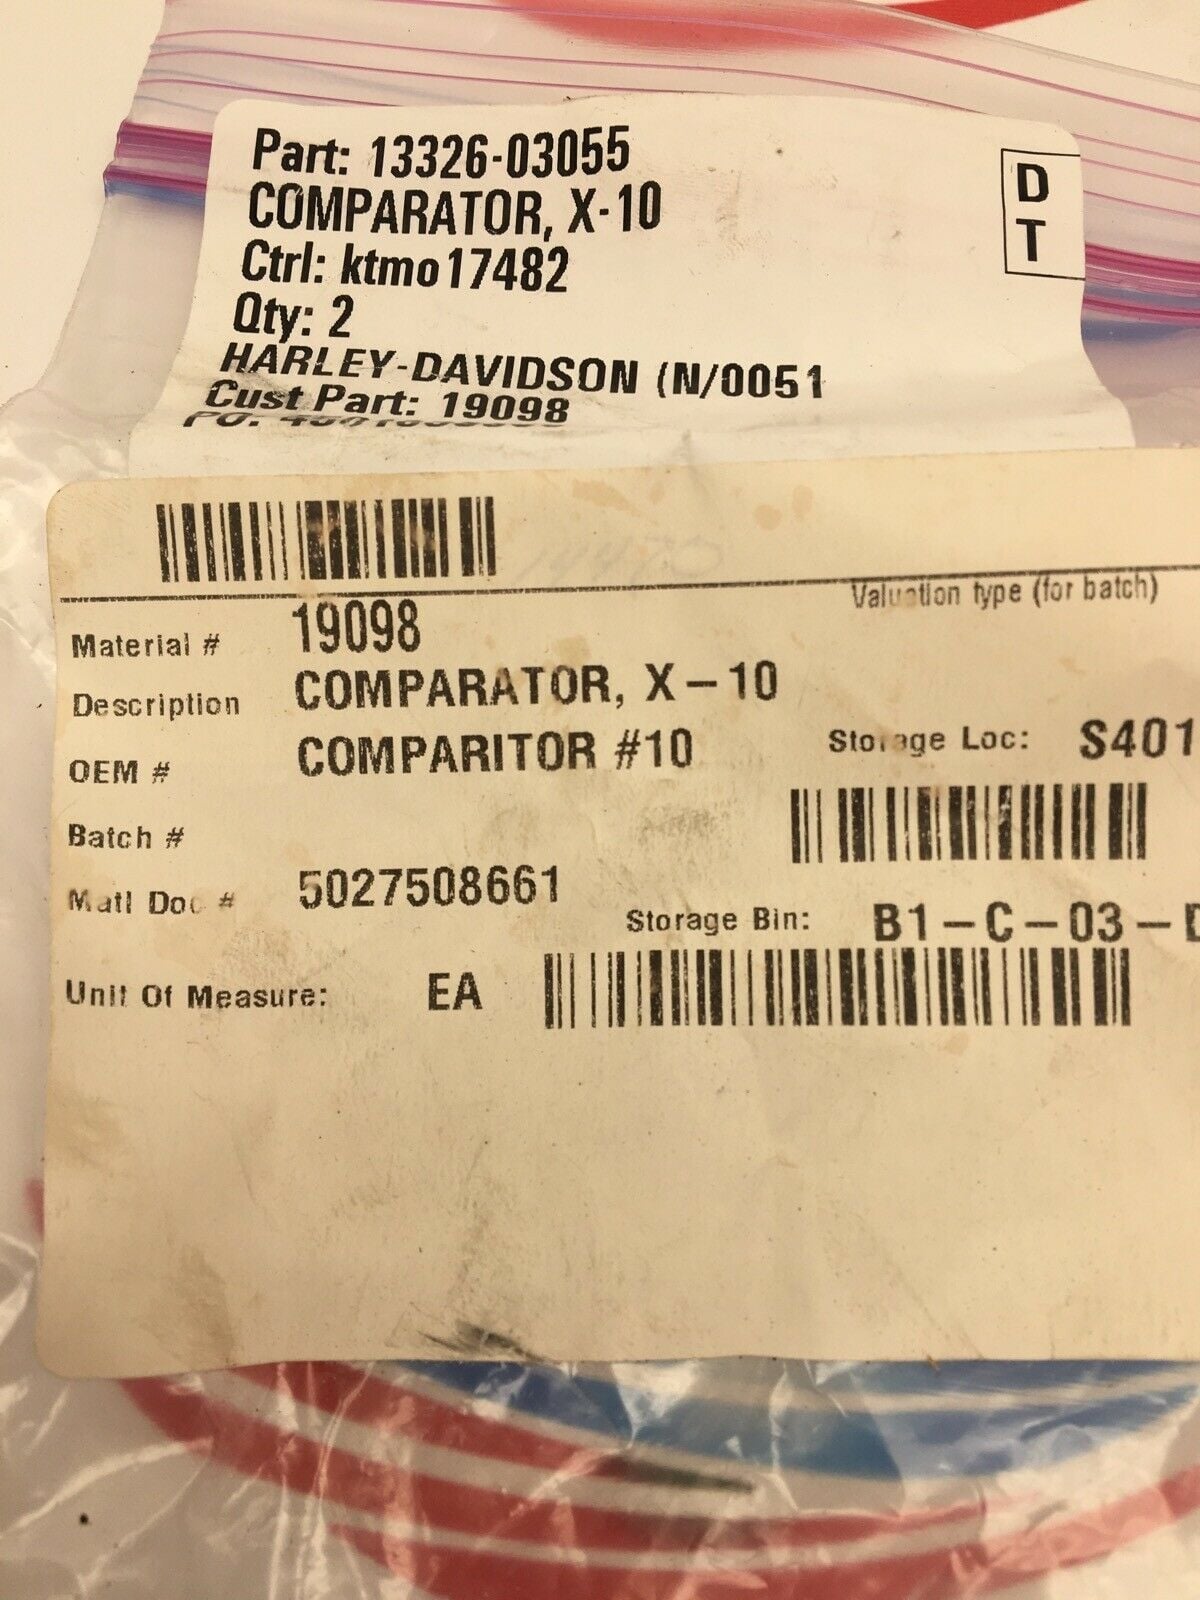 Part: 13326-03055
COMPARATOR, X-10
Ctrl: ktmo17482
Qty: 2
HARLEY-DAVIDSON (N/0051
Cust Part: 19098
PO:
D
T
Valuation type (for batch)
Material # 19098
Description COMPARATOR, X-10
OEM # COMPARITOR #10
Storage Loc: S401
Batch #
Matl Doc # 5027508661
Storage Bin: B1-C-03-D
Unit Of Measure: EA